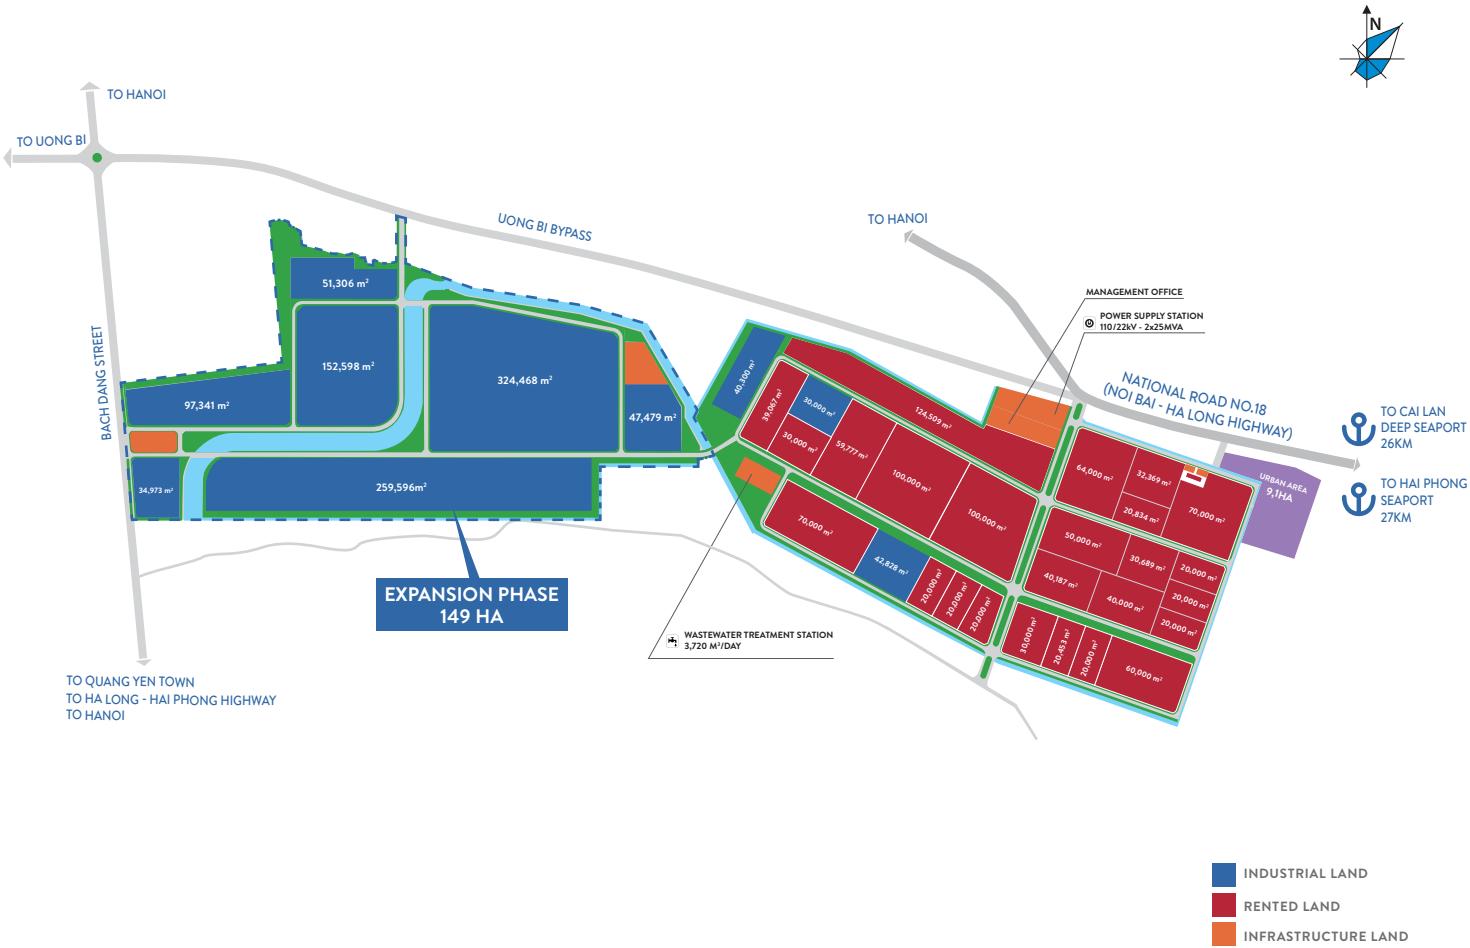 N
TO HANOI
TO UONG BI
UONG BI BYPASS
TO HANOI
BACH DANG STREET
MANAGEMENT OFFICE
POWER SUPPLY STATION
110/22kV - 2x25MVA
NATIONAL ROAD NO.18
(NOI BAI - HA LONG HIGHWAY)
TO CAI LAN
DEEP SEAPORT
26KM
TO HAI PHONG
SEAPORT
27KM
URBAN AREA
9,1HA
51,306 m²
152,598 m²
324,468 m²
97,341 m²
47,479 m²
34,973 m²
259,596m²
EXPANSION PHASE
149 HA
40,300 m²
124,509 m²
39,067 m²
30,000 m²
30,000 m²
59,777 m²
100,000 m²
100,000 m²
70,000 m²
42,828 m²
20,000 m²
20,000 m²
20,000 m²
64,000 m²
32,369 m²
20,834 m²
70,000 m²
50,000 m²
30,689 m²
20,000 m²
40,187 m²
40,000 m²
20,000 m²
20,000 m²
30,000 m²
20,453 m²
20,000 m²
60,000 m²
WASTEWATER TREATMENT STATION
3,720 M³/DAY
TO QUANG YEN TOWN
TO HA LONG - HAI PHONG HIGHWAY
TO HANOI
INDUSTRIAL LAND
RENTED LAND
INFRASTRUCTURE LAND